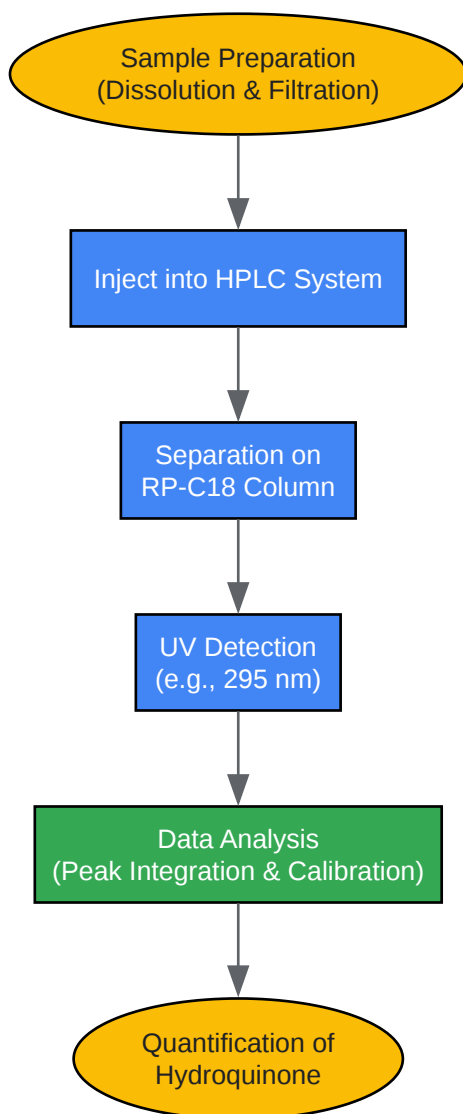 Sample Preparation
(Dissolution & Filtration)
Inject into HPLC System
Separation on
RP-C18 Column
UV Detection
(e.g., 295 nm)
Data Analysis
(Peak Integration & Calibration)
Quantification of
Hydroquinone